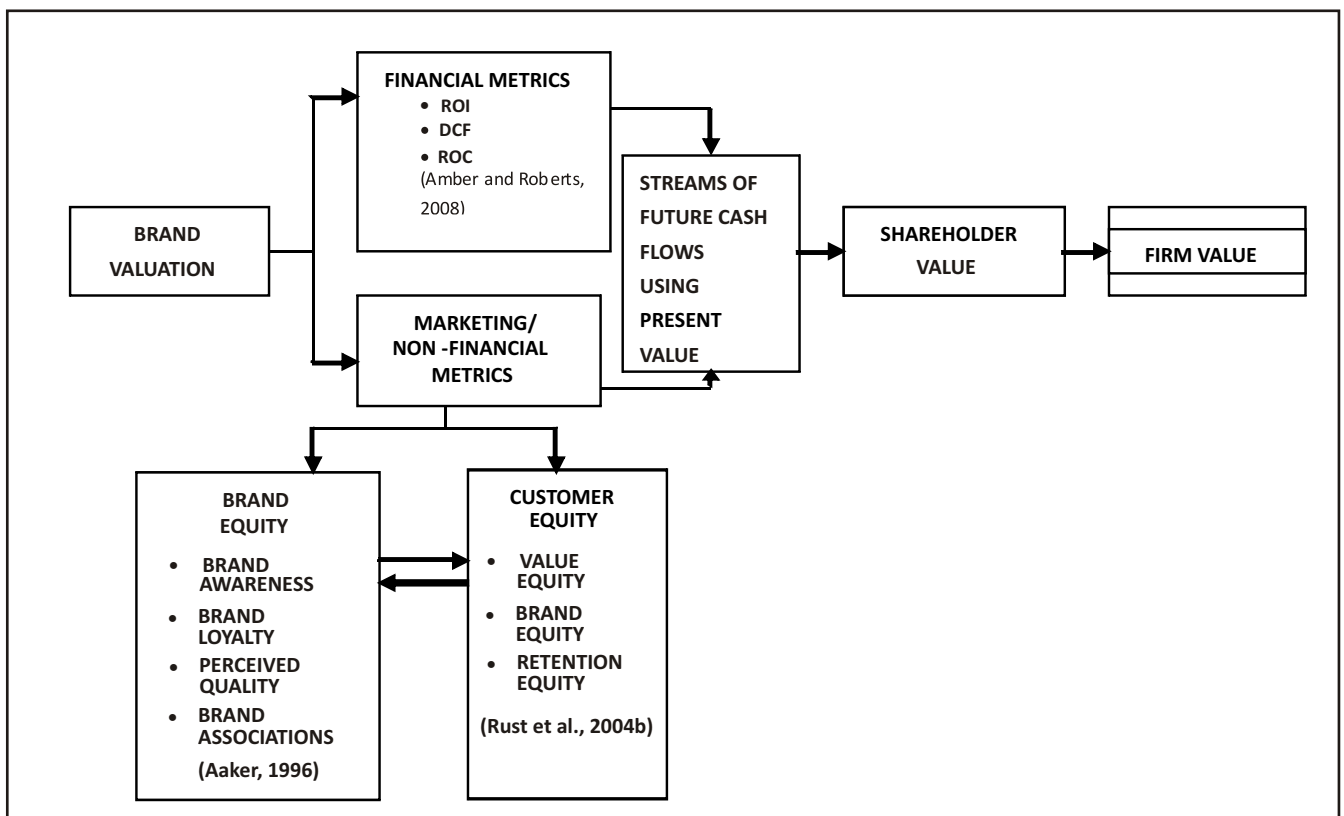 FINANCIAL METRICS
• ROI
• DCF
• ROC
(Amber and Roberts,
2008)
BRAND
VALUATION
STREAMS OF
FUTURE CASH
FLOWS
USING
PRESENT
VALUE
SHAREHOLDER
VALUE
FIRM VALUE
MARKETING/
NON -FINANCIAL
METRICS
BRAND
EQUITY
• BRAND
AWARENESS
• BRAND
LOYALTY
• PERCEIVED
QUALITY
• BRAND
ASSOCIATIONS
(Aaker, 1996)
CUSTOMER
EQUITY
• VALUE
EQUITY
• BRAND
EQUITY
• RETENTION
EQUITY
(Rust et al., 2004b)